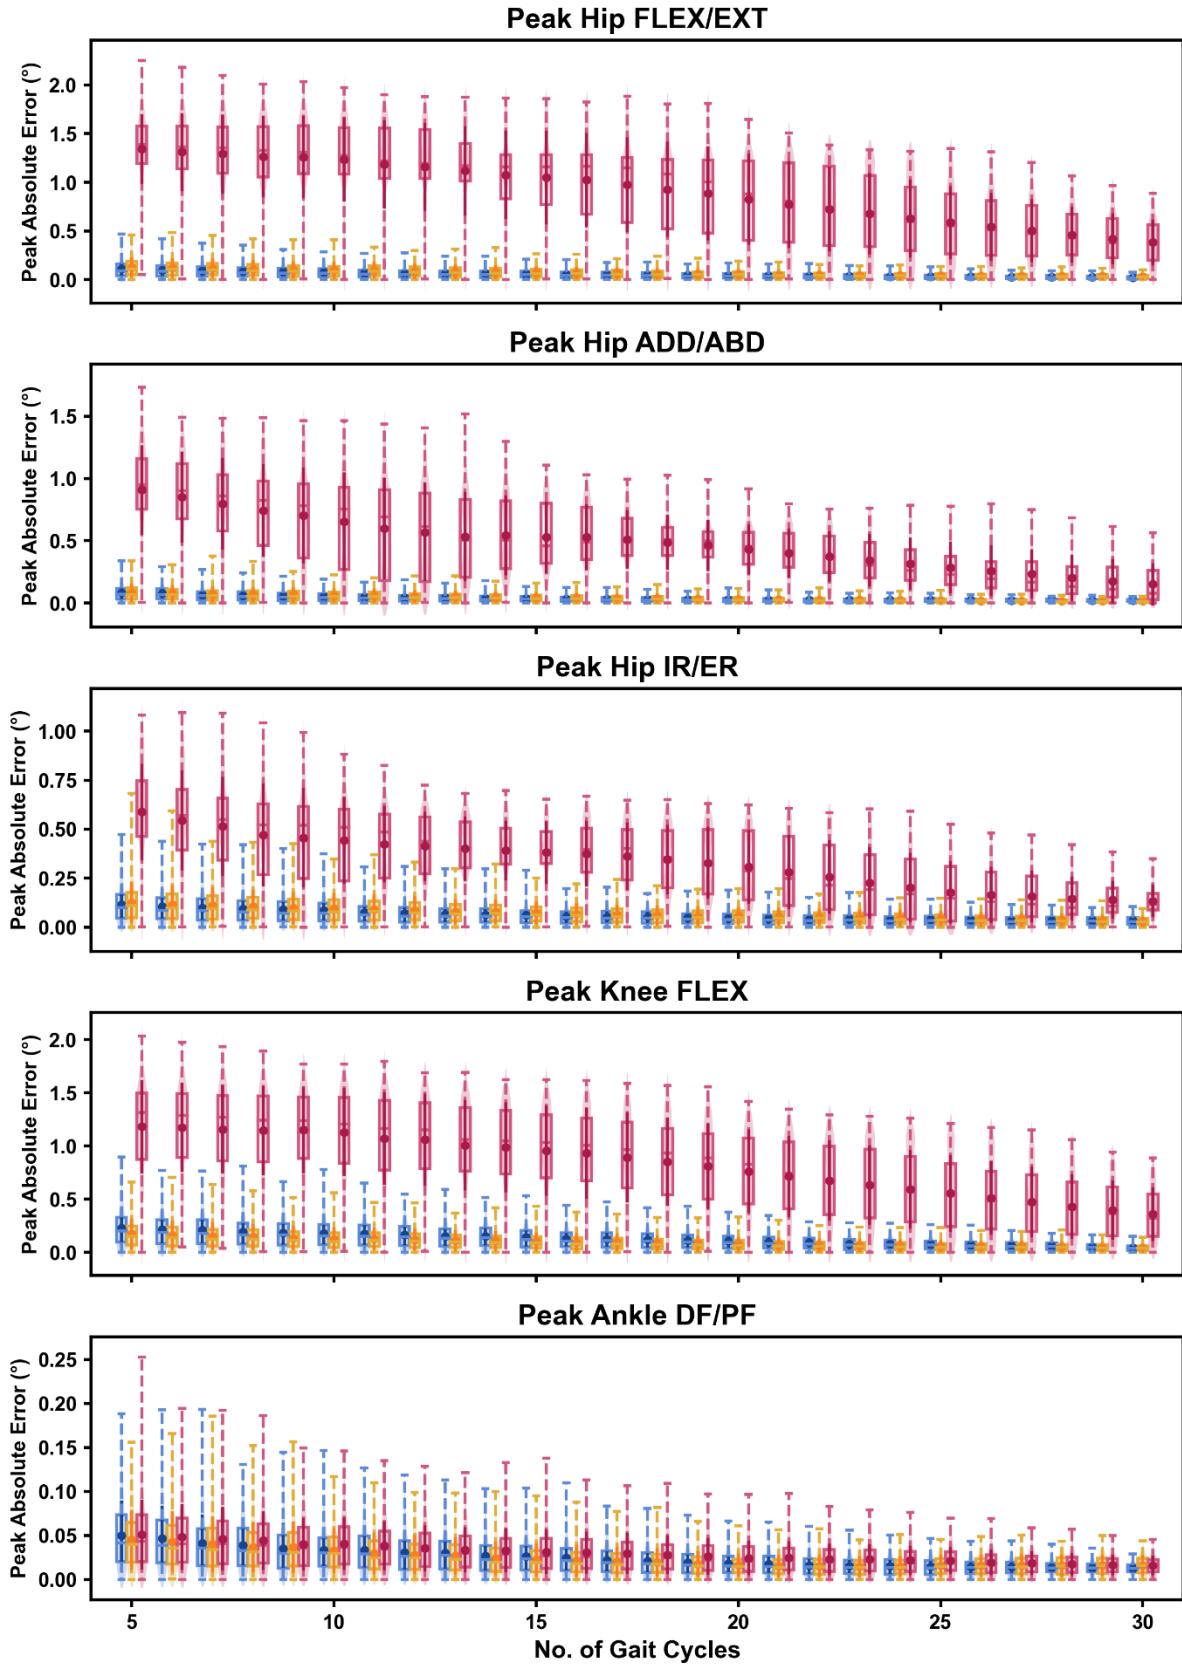 Peak Hip FLEX/EXT
Peak Absolute Error (°)
2.0
1.5
1.0
0.5
0.0
Peak Hip ADD/ABD
Peak Absolute Error (°)
1.5
1.0
0.5
0.0
Peak Hip IR/ER
Peak Absolute Error (°)
1.00
0.75
0.50
0.25
0.00
Peak Knee FLEX
Peak Absolute Error (°)
2.0
1.5
1.0
0.5
0.0
Peak Ankle DF/PF
Peak Absolute Error (°)
0.25
0.20
0.15
0.10
0.05
0.00
5 10 15 20 25 30
No. of Gait Cycles